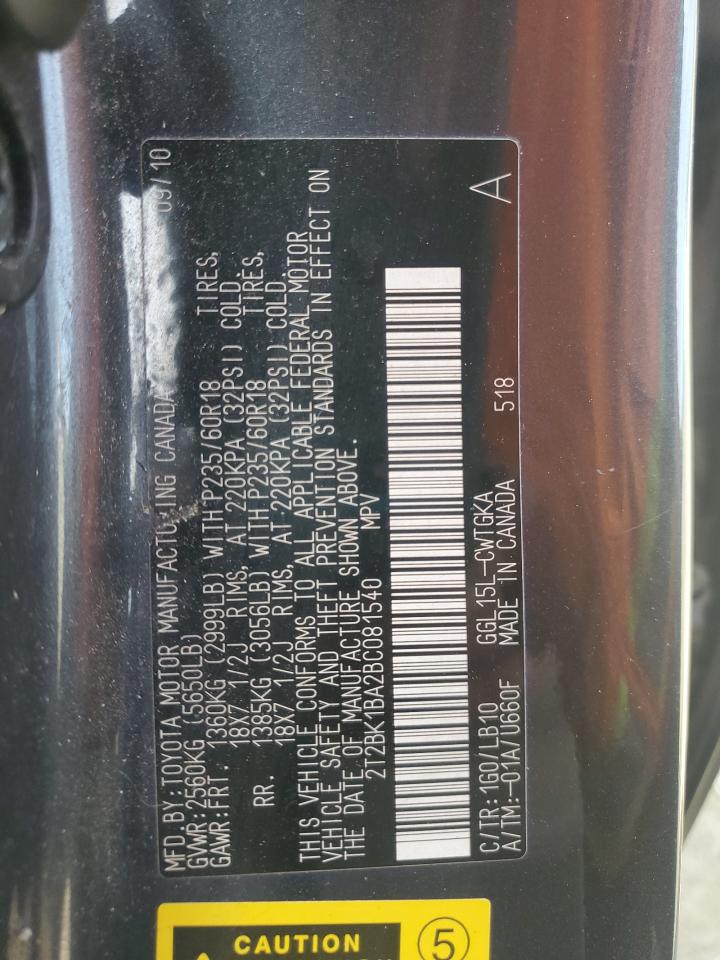 MFD.BY:TOYOTA MOTOR MANUFACTURING CANADA 09/10
GVWR:2560KG (5650LB)
GAWR:FRT. 1360KG (2999LB) WITH P235/60R18 TIRES,
18X7 1/2J RIMS, AT 220KPA (32PSI) COLD
RR. 1385KG (3056LB) WITH P235/60R18 TIRES,
18X7 1/2J RIMS, AT 220KPA (32PSI) COLD.
THIS VEHICLE CONFORMS TO ALL APPLICABLE FEDERAL MOTOR
VEHICLE SAFETY AND THEFT PREVENTION STANDARDS IN EFFECT ON
THE DATE OF MANUFACTURE SHOWN ABOVE.
2T2BK1BA2BC081540 MPV
A
C/TR:1G0/LB10 GGL15L-CWTGKA
A/TM:-01A/U660F MADE IN CANADA 518
CAUTION
5